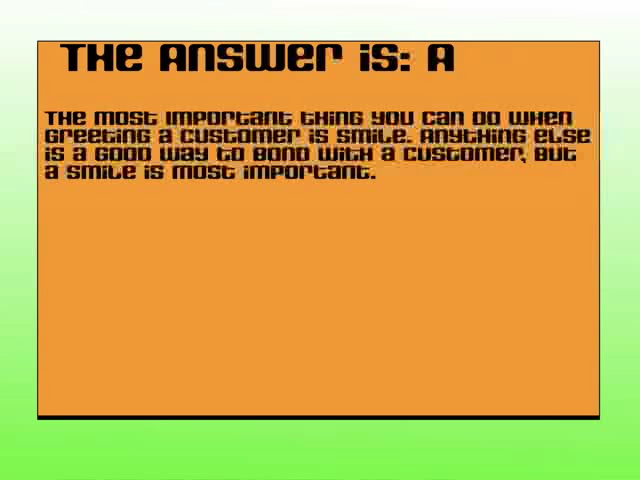 The Answer is: A
The most important thing you can do when
greeting a customer is smile. Anything else
is a good way to bond with a customer, but
a smile is most important.